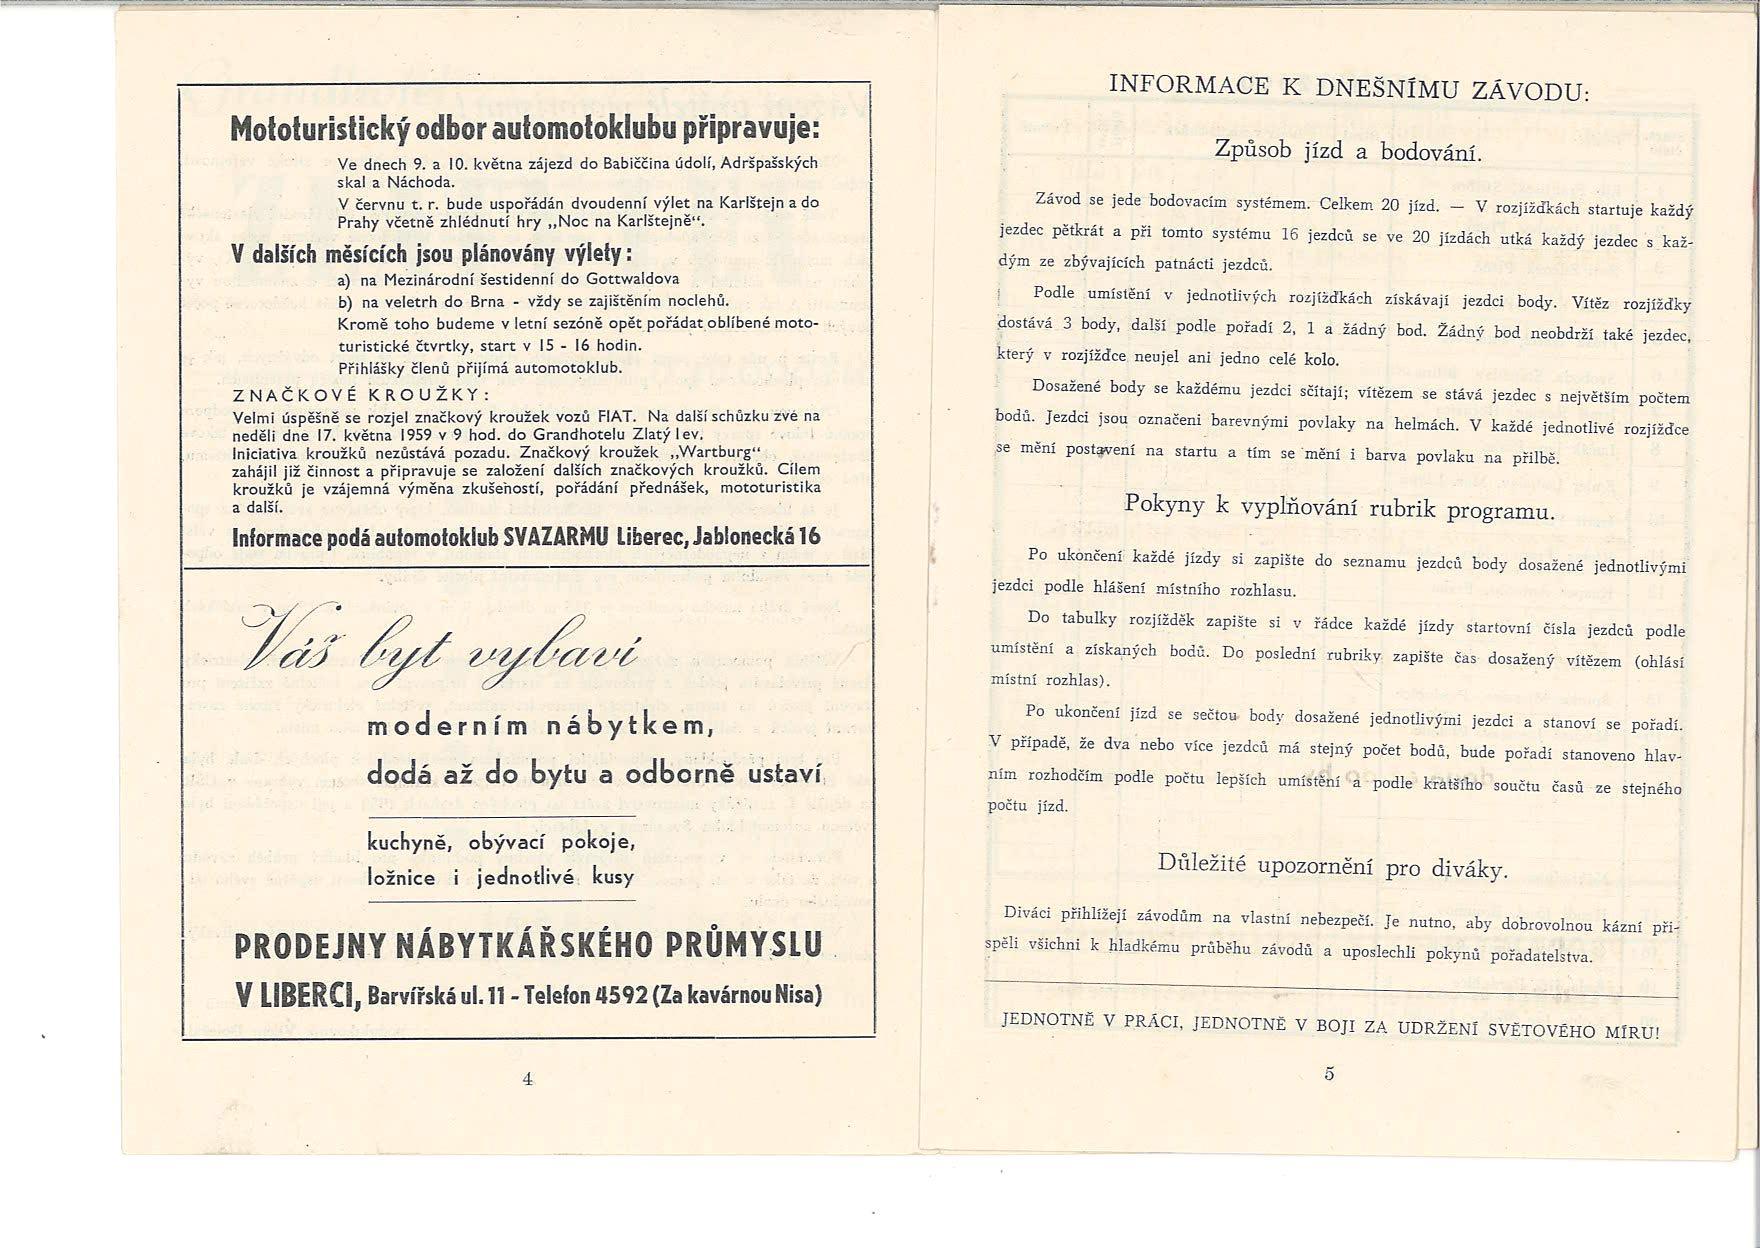 Mototuristický odbor automotoklubu připravuje:
Ve dnech 9. a 10. května zájezd do Babiččina údolí, Adršpašských
skal a Náchoda.
V červnu t. r. bude uspořádán dvoudenní výlet na Karlštejn a do
Prahy včetně zhlédnutí hry „Noc na Karlštejně“.
V dalších měsících jsou plánovány výlety:
a) na Mezinárodní šestidenní do Gottwaldova
b) na veletrh do Brna - vždy se zajištěním noclehů.
Kromě toho budeme v letní sezóně opět pořádat oblíbené moto-
turistické čtvrtky, start v 15 - 16 hodin.
Přihlášky členů přijímá automotoklub.
ZNAČKOVÉ KROUŽKY:
Velmi úspěšně se rozjel značkový kroužek vozů FIAT. Na další schůzku zve na
neděli dne 17. května 1959 v 9 hod. do Grandhotelu Zlatý lev.
Iniciativa kroužků nezůstává pozadu. Značkový kroužek „Wartburg“
zahájil již činnost a připravuje se založení dalších značkových kroužků. Cílem
kroužků je vzájemná výměna zkušeností, pořádání přednášek, mototuristika
a další.
Informace podá automotoklub SVAZARMU Liberec, Jablonecká 16
Váš byt vybaví
moderním nábytkem,
dodá až do bytu a odborně ustaví
kuchyně, obývací pokoje,
ložnice i jednotlivé kusy
PRODEJNY NÁBYTKÁŘSKÉHO PRŮMYSLU
V LIBERCI, Barvířská ul. 11 - Telefon 4592 (Za kavárnou Nisa)
4
INFORMACE K DNEŠNÍMU ZÁVODU:
Způsob jízd a bodování.
Závod se jede bodovacím systémem. Celkem 20 jízd. — V rozjížďkách startuje každý
jezdec pětkrát a při tomto systému 16 jezdců se ve 20 jízdách utká každý jezdec s kaž-
dým ze zbývajících patnácti jezdců.
Podle umístění v jednotlivých rozjížďkách získávají jezdci body. Vítěz rozjížďky
dostává 3 body, další podle pořadí 2, 1 a žádný bod. Žádný bod neobdrží také jezdec,
který v rozjížďce neujel ani jedno celé kolo.
Dosažené body se každému jezdci sčítají; vítězem se stává jezdec s největším počtem
bodů. Jezdci jsou označeni barevnými povlaky na helmách. V každé jednotlivé rozjížďce
se mění postavení na startu a tím se mění i barva povlaku na přilbě.
Pokyny k vyplňování rubrik programu.
Po ukončení každé jízdy si zapište do seznamu jezdců body dosažené jednotlivými
jezdci podle hlášení místního rozhlasu.
Do tabulky rozjížděk zapište si v řádce každé jízdy startovní čísla jezdců podle
umístění a získaných bodů. Do poslední rubriky zapište čas dosažený vítězem (ohlásí
místní rozhlas).
Po ukončení jízd se sečtou body dosažené jednotlivými jezdci a stanoví se pořadí.
V případě, že dva nebo více jezdců má stejný počet bodů, bude pořadí stanoveno hlav-
ním rozhodčím podle počtu lepších umístění a podle kratšího součtu časů ze stejného
počtu jízd.
Důležité upozornění pro diváky.
Diváci přihlížejí závodům na vlastní nebezpečí. Je nutno, aby dobrovolnou kázní při-
spěli všichni k hladkému průběhu závodů a uposlechli pokynů pořadatelstva.
JEDNOTNĚ V PRÁCI, JEDNOTNĚ V BOJI ZA UDRŽENÍ SVĚTOVÉHO MÍRU!
5